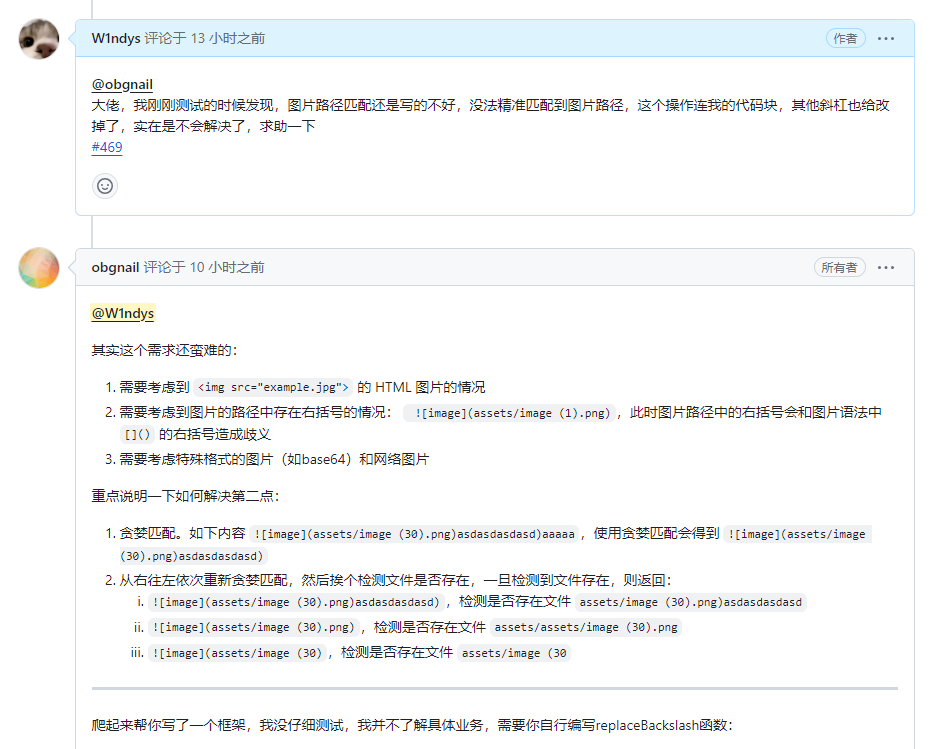 W1ndys 评论于 13 小时之前 作者
@obgnail
大佬，我刚刚测试的时候发现，图片路径匹配还是写的不好，没法精准匹配到图片路径，这个操作连我的代码块，其他斜杠也给改
掉了，实在是不会解决了，求助一下
#469
obgnail 评论于 10 小时之前 所有者
@W1ndys
其实这个需求还蛮难的：
1. 需要考虑到 <img src="example.jpg"> 的 HTML 图片的情况
2. 需要考虑到图片的路径中存在右括号的情况： ![image](assets/image (1).png) ，此时图片路径中的右括号会和图片语法中
[]() 的右括号造成歧义
3. 需要考虑特殊格式的图片（如base64）和网络图片
重点说明一下如何解决第二点：
1. 贪婪匹配。如下内容 ![image](assets/image (30).png)asdasdasdasd)aaaaa ，使用贪婪匹配会得到 ![image](assets/image
(30).png)asdasdasdasd)
2. 从右往左依次重新贪婪匹配，然后挨个检测文件是否存在，一旦检测到文件存在，则返回：
i. ![image](assets/image (30).png)asdasdasdasd) ，检测是否存在文件 assets/image (30).png)asdasdasdasd
ii. ![image](assets/image (30).png) ，检测是否存在文件 assets/assets/image (30).png
iii. ![image](assets/image (30) ，检测是否存在文件 assets/image (30
爬起来帮你写了一个框架，我没仔细测试，我并不了解具体业务，需要你自行编写replaceBackslash函数：